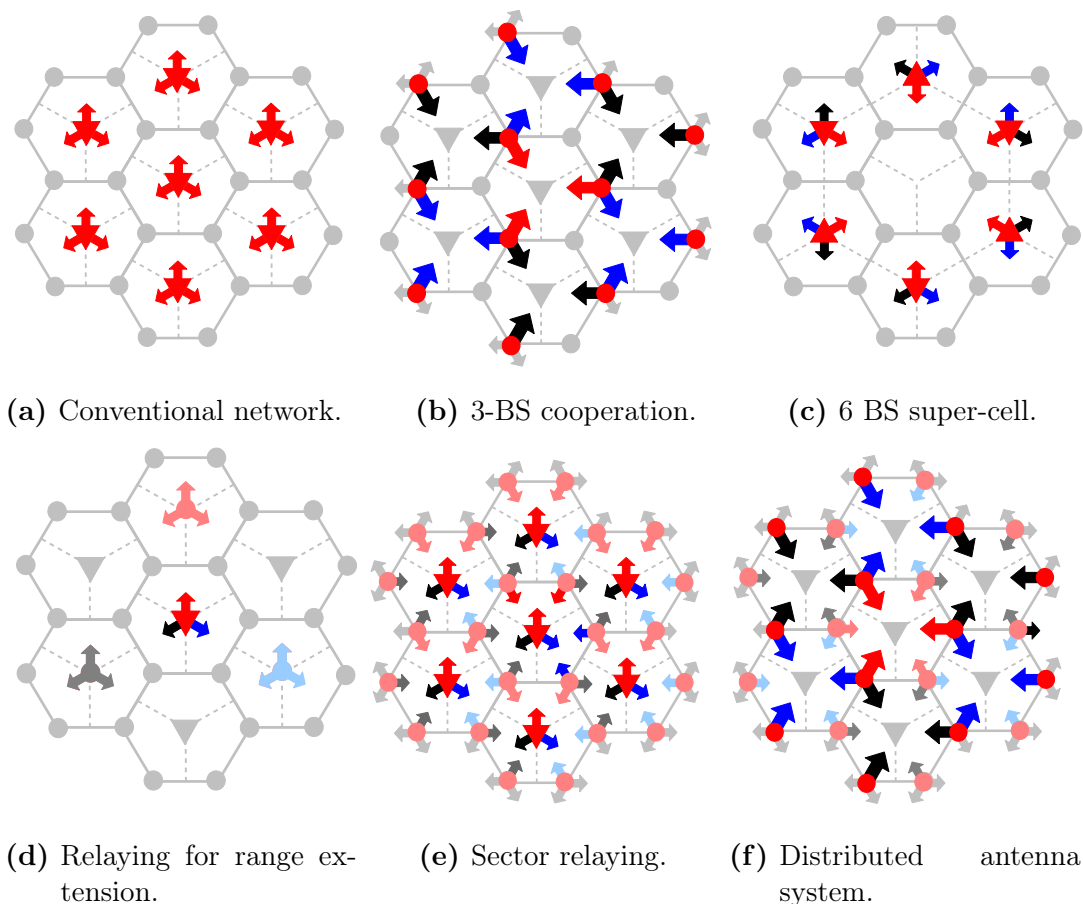 (a) Conventional network.
(b) 3-BS cooperation.
(c) 6 BS super-cell.
(d) Relaying for range ex-
tension.
(e) Sector relaying.
(f) Distributed antenna
system.